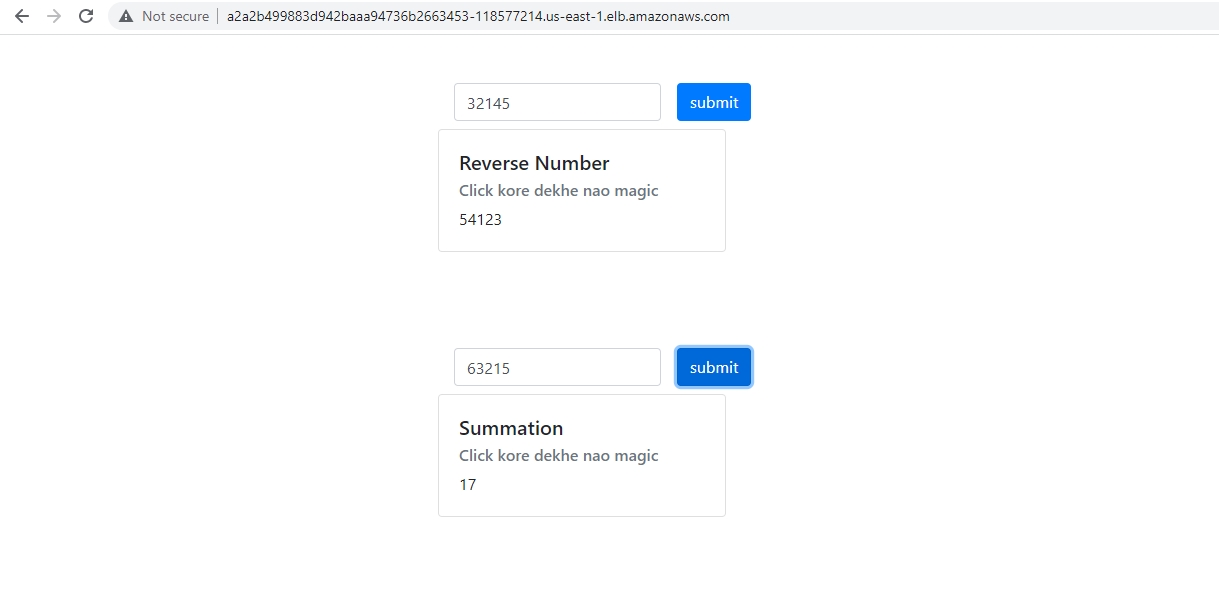 Not secure | a2a2b499883d942baaa94736b2663453-118577214.us-east-1.elb.amazonaws.com
32145 submit
Reverse Number
Click kore dekhe nao magic
54123
63215 submit
Summation
Click kore dekhe nao magic
17